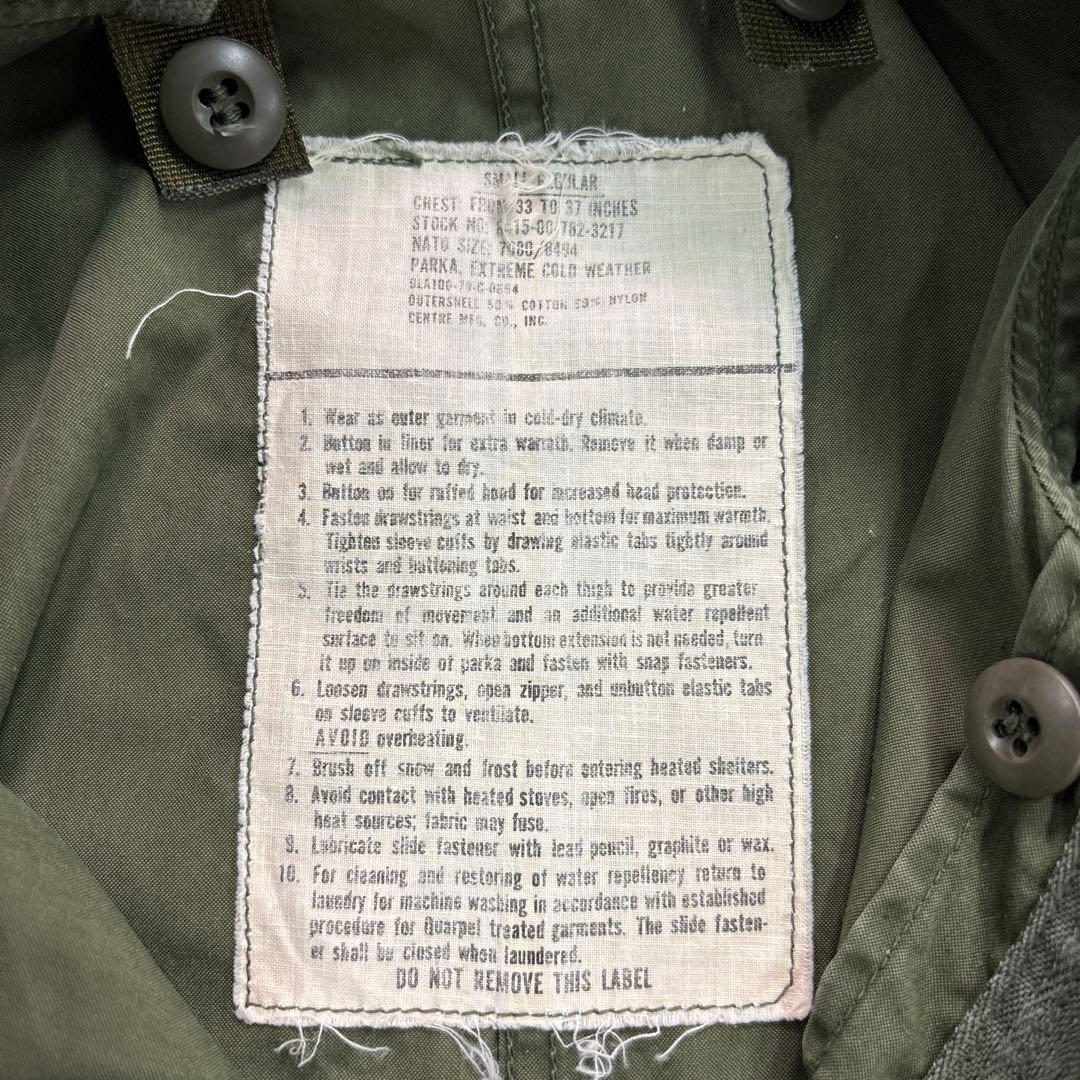 SMALL REGULAR
CHEST: FROM 33 TO 37 INCHES
STOCK NO: 8415-00-782-3217
NATO SIZE:
PARKA, EXTREME COLD WEATHER
OUTERSHELL 50% COTTON 50% NYLON
CENTRE MFG. CO., INC.
1. Wear as outer garment in cold-dry climate.
2. Button in liner for extra warmth. Remove it when damp or
wet and allow to dry.
3. Button on fur ruffed hood for increased head protection.
4. Fasten drawstrings at waist and bottom for maximum warmth.
Tighten sleeve cuffs by drawing elastic tabs tightly around
wrists and buttoning tabs.
5. Tie the drawstrings around each thigh to provide greater
freedom of movement and an additional water repellent
surface to sit on. When bottom extension is not needed, turn
it up on inside of parka and fasten with snap fasteners.
6. Loosen drawstrings, open zipper, and unbutton elastic tabs
on sleeve cuffs to ventilate.
AVOID overheating.
7. Brush off snow and frost before entering heated shelters.
8. Avoid contact with heated stoves, open fires, or other high
heat sources; fabric may fuse.
9. Lubricate slide fastener with lead pencil, graphite or wax.
10. For cleaning and restoring of water repellency return to
laundry for machine washing in accordance with established
procedure for Quarpel treated garments. The slide fasten-
er shall be closed when laundered.
DO NOT REMOVE THIS LABEL